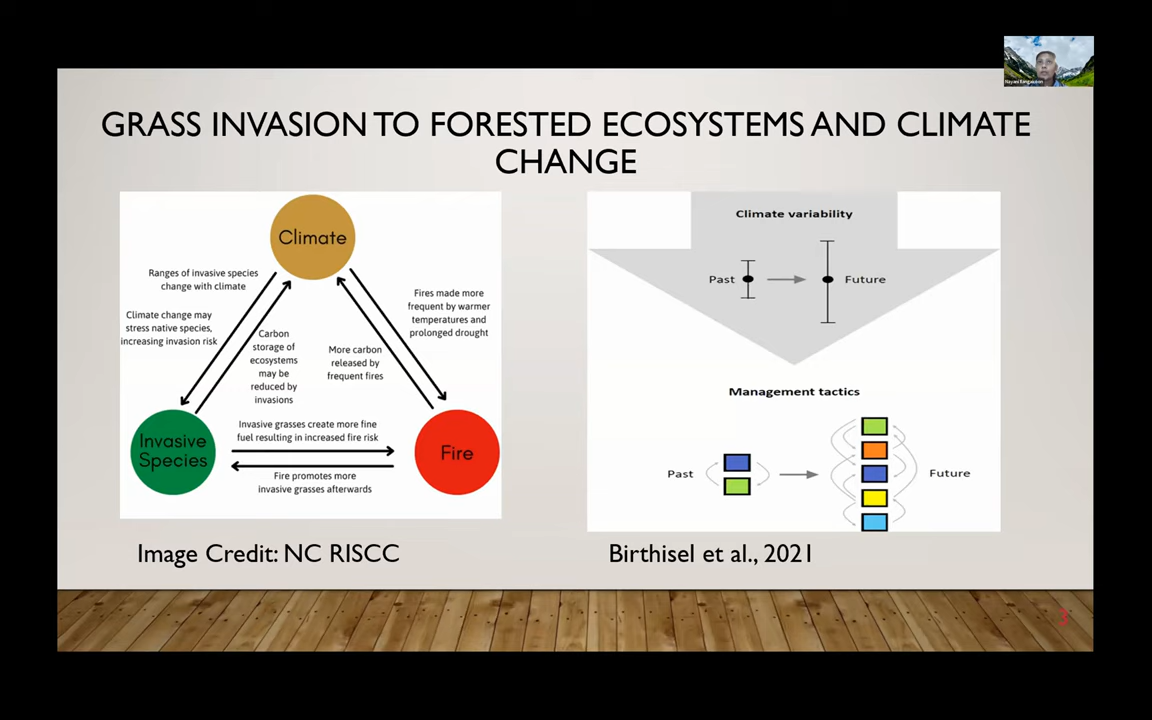 GRASS INVASION TO FORESTED ECOSYSTEMS AND CLIMATE
CHANGE
Climate
Ranges of invasive species
change with climate
Climate change may
stress native species,
increasing invasion risk
Carbon
storage of
ecosystems
may be
reduced by
invasions
More carbon
released by
frequent fires
Fires made more
frequent by warmer
temperatures and
prolonged drought
Invasive
Species
Invasive grasses create more fine
fuel resulting in increased fire risk
Fire promotes more
invasive grasses afterwards
Fire
Image Credit: NC RISCC
Climate variability
Past
Future
Management tactics
Past
Future
Birthisel et al., 2021
3